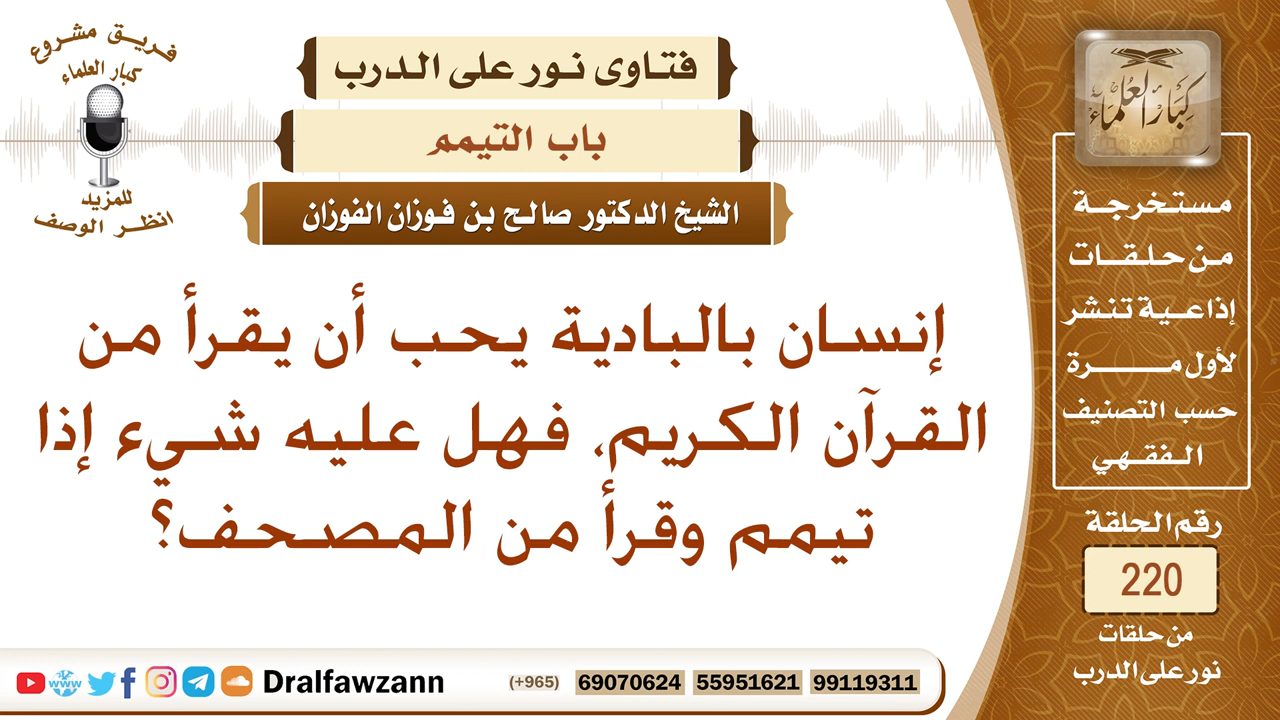 فريق مشروع
كبار العلماء
للمزيد
انظر الوصف
فتاوى نور على الدرب
باب التيمم
الشيخ الدكتور صالح بن فوزان الفوزان
إنسان بالبادية يحب أن يقرأ من
القرآن الكريم، فهل عليه شيء إذا
تيمم وقرأ من المصحف؟
كبار العلماء
مستخرجة
من حلقات
إذاعية تنشر
لأول مرة
حسب التصنيف
الفقهي
رقم الحلقة
220
من حلقات
نور على الدرب
www
Dralfawzann
(+965) 69070624 55951621 99119311